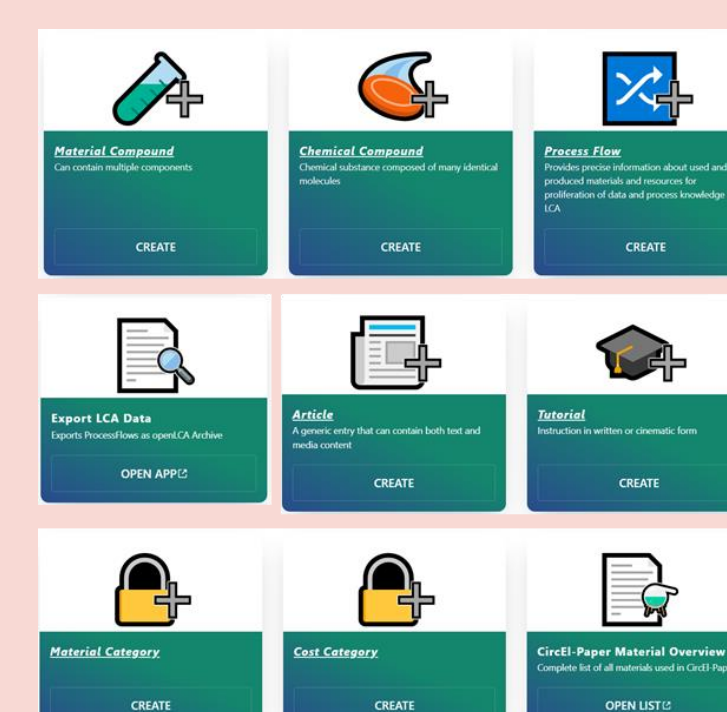 Material Compound
Can contain multiple components
CREATE
Chemical Compound
Chemical substance composed of many identical
molecules
CREATE
Process Flow
Provides precise information about used and
produced materials and resources for
proliferation of data and process knowledge
LCA
CREATE
Export LCA Data
Exports ProcessFlows as openLCA Archive
OPEN APP
Article
A generic entry that can contain both text and
media content
CREATE
Tutorial
Instruction in written or cinematic form
CREATE
Material Category
CREATE
Cost Category
CREATE
CircEl-Paper Material Overview
Complete list of all materials used in CircEl-Pap
OPEN LIST